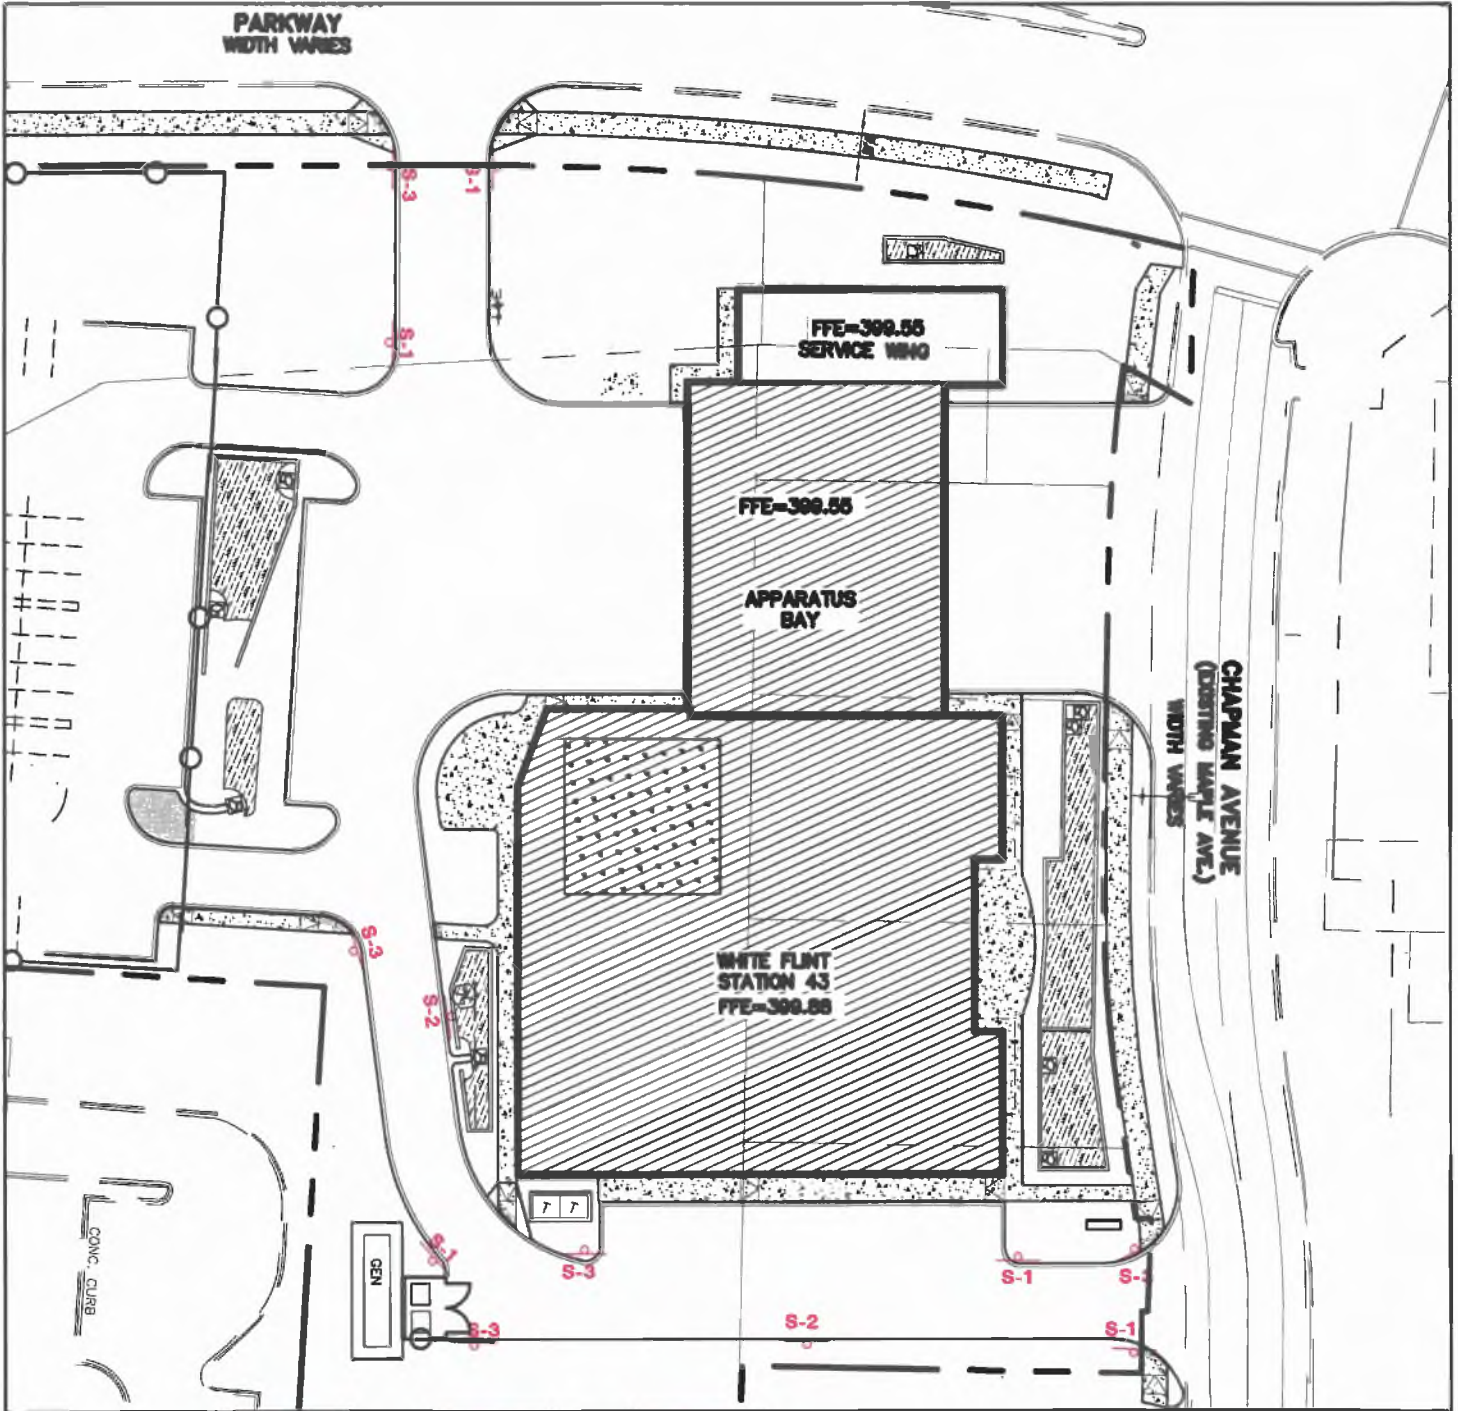 PARKWAY
WIDTH VARIES
S-3
S-1
S-1
FFE=399.55
SERVICE WING
FFE=399.55
APPARATUS
BAY
CHAPMAN AVENUE
(EXISTING MAPLE AVE.)
WIDTH VARIES
S-3
S-2
WHITE FLINT
STATION 43
FFE=399.88
T T
CONC. CURB
GEN
S-1
S-3
S-1
S-3
S-2
S-1